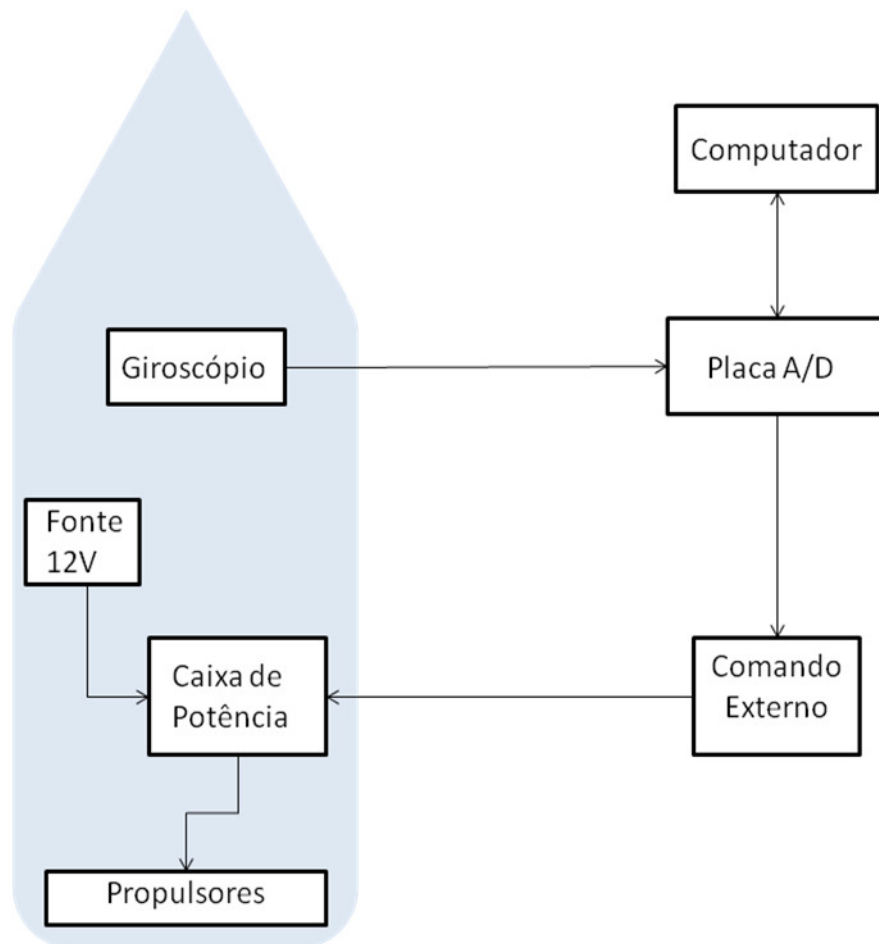 Computador
Giroscópio
Placa A/D
Fonte
12V
Caixa de
Potência
Comando
Externo
Propulsores